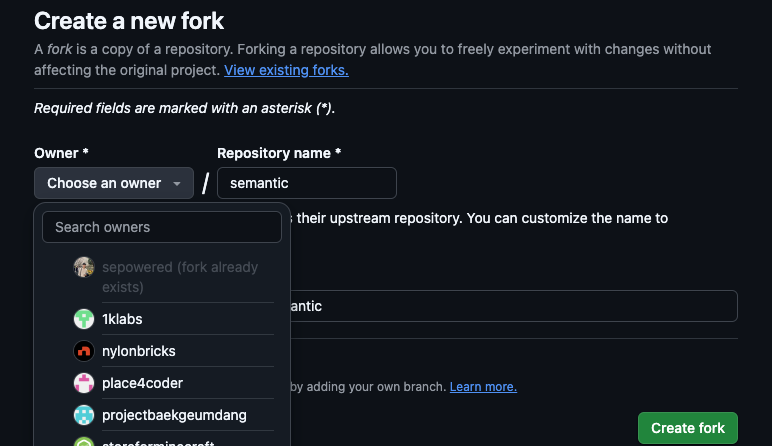 Create a new fork
A fork is a copy of a repository. Forking a repository allows you to freely experiment with changes without
affecting the original project. View existing forks.
Required fields are marked with an asterisk (*).
Owner *
Repository name *
Choose an owner
/
semantic
Search owners
their upstream repository. You can customize the name to
sepowered (fork already
exists)
antic
1klabs
nylonbricks
place4coder
by adding your own branch. Learn more.
projectbaekgeumdang
Create fork